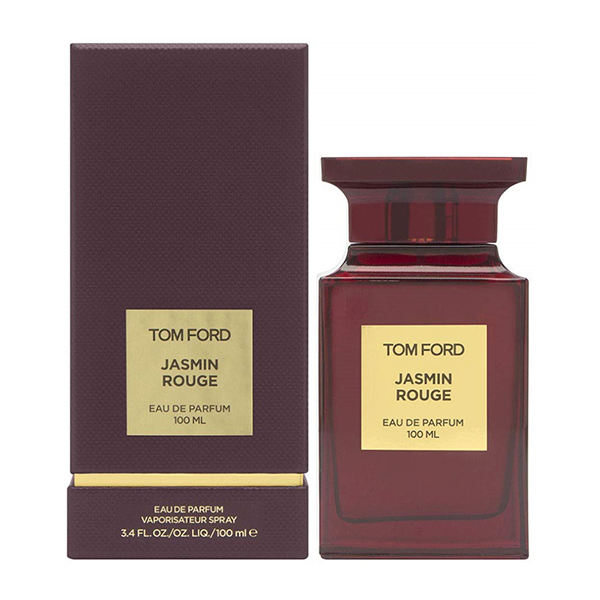 TOM FORD
JASMIN
ROUGE
EAU DE PARFUM
100 ML
EAU DE PARFUM
VAPORISATEUR SPRAY
3.4 FL. OZ./OZ. LIQ./100 ml ℮
TOM FORD
JASMIN
ROUGE
EAU DE PARFUM
100 ML